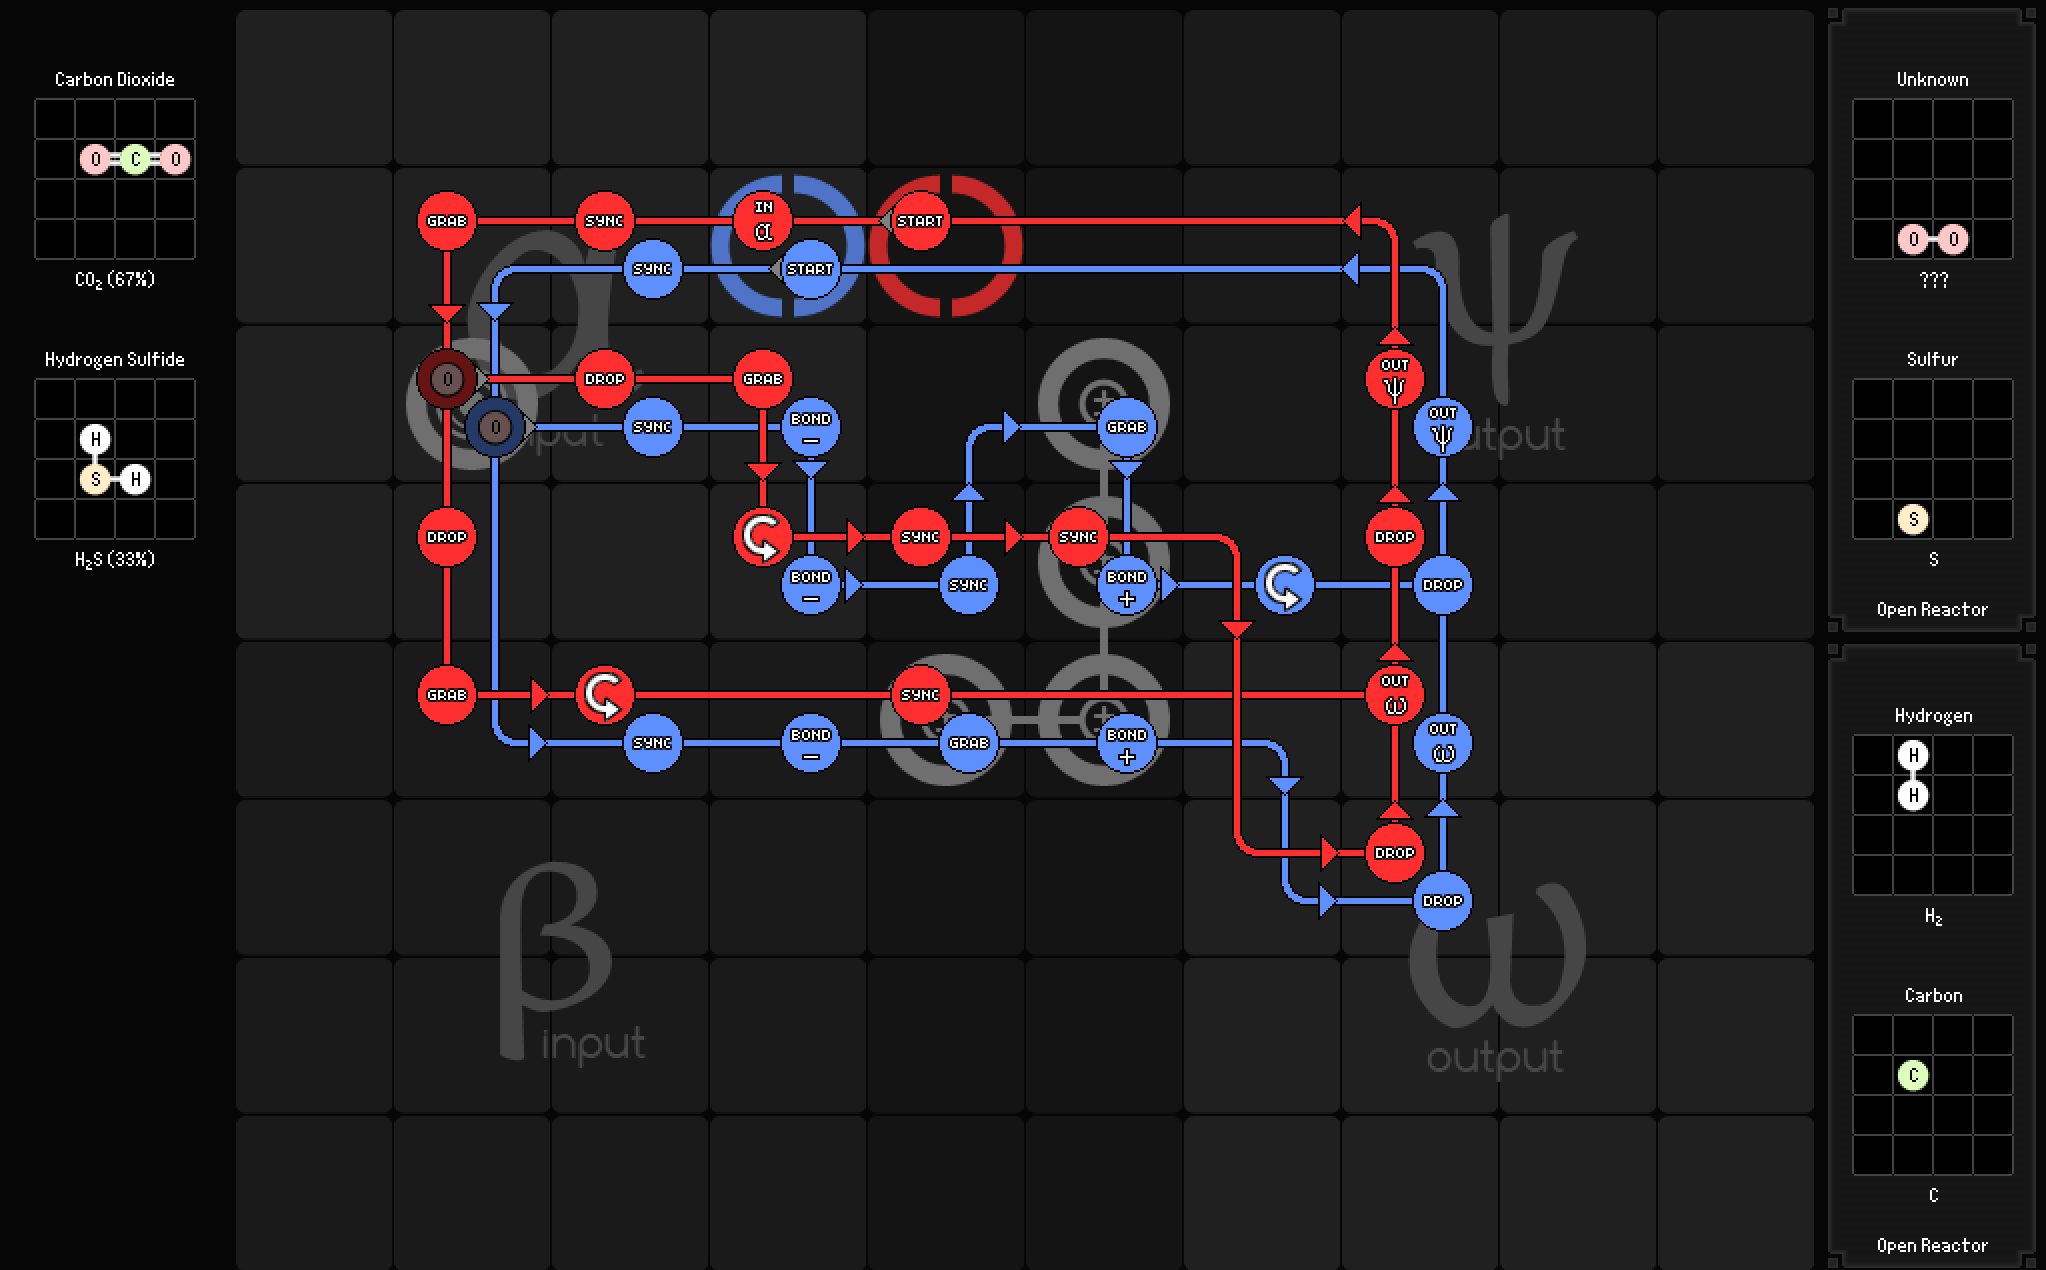 Carbon Dioxide
O C O
CO₂ (67%)
Hydrogen Sulfide
H
S H
H₂S (33%)
GRAB SYNC IN α START
SYNC START
α
ψ
O DROP GRAB OUT ψ
O SYNC BOND - GRAB OUT ψ
input
output
DROP SYNC SYNC DROP
BOND - SYNC BOND + DROP
GRAB SYNC OUT ω
SYNC BOND - GRAB BOND + OUT ω
DROP
DROP
β
input
ω
output
Unknown
O O
???
Sulfur
S
S
Open Reactor
Hydrogen
H
H
H₂
Carbon
C
C
Open Reactor